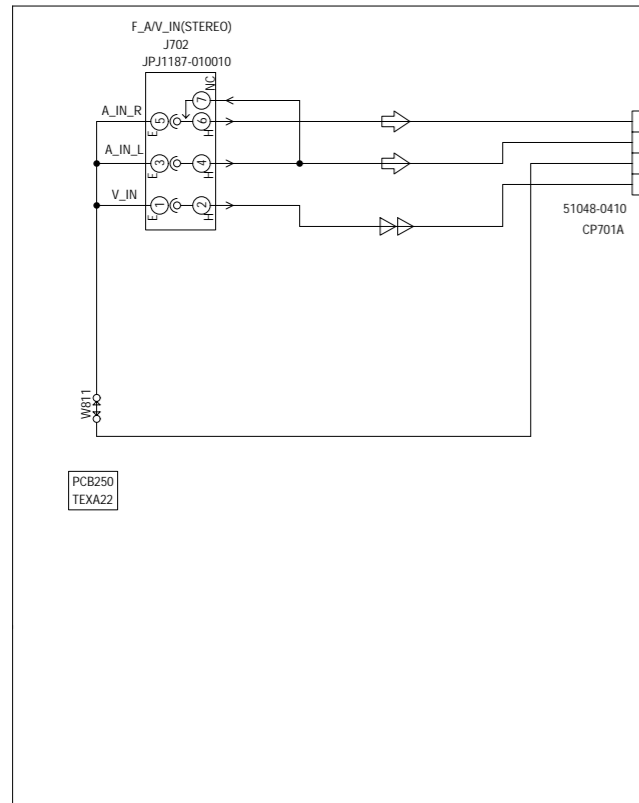 F_A/V_IN(STEREO)
J702
JPJ1187-010010
NC
7
A_IN_R
E
5
6
H
A_IN_L
E
3
4
H
V_IN
E
1
2
H
51048-0410
CP701A
W811
PCB250
TEXA22